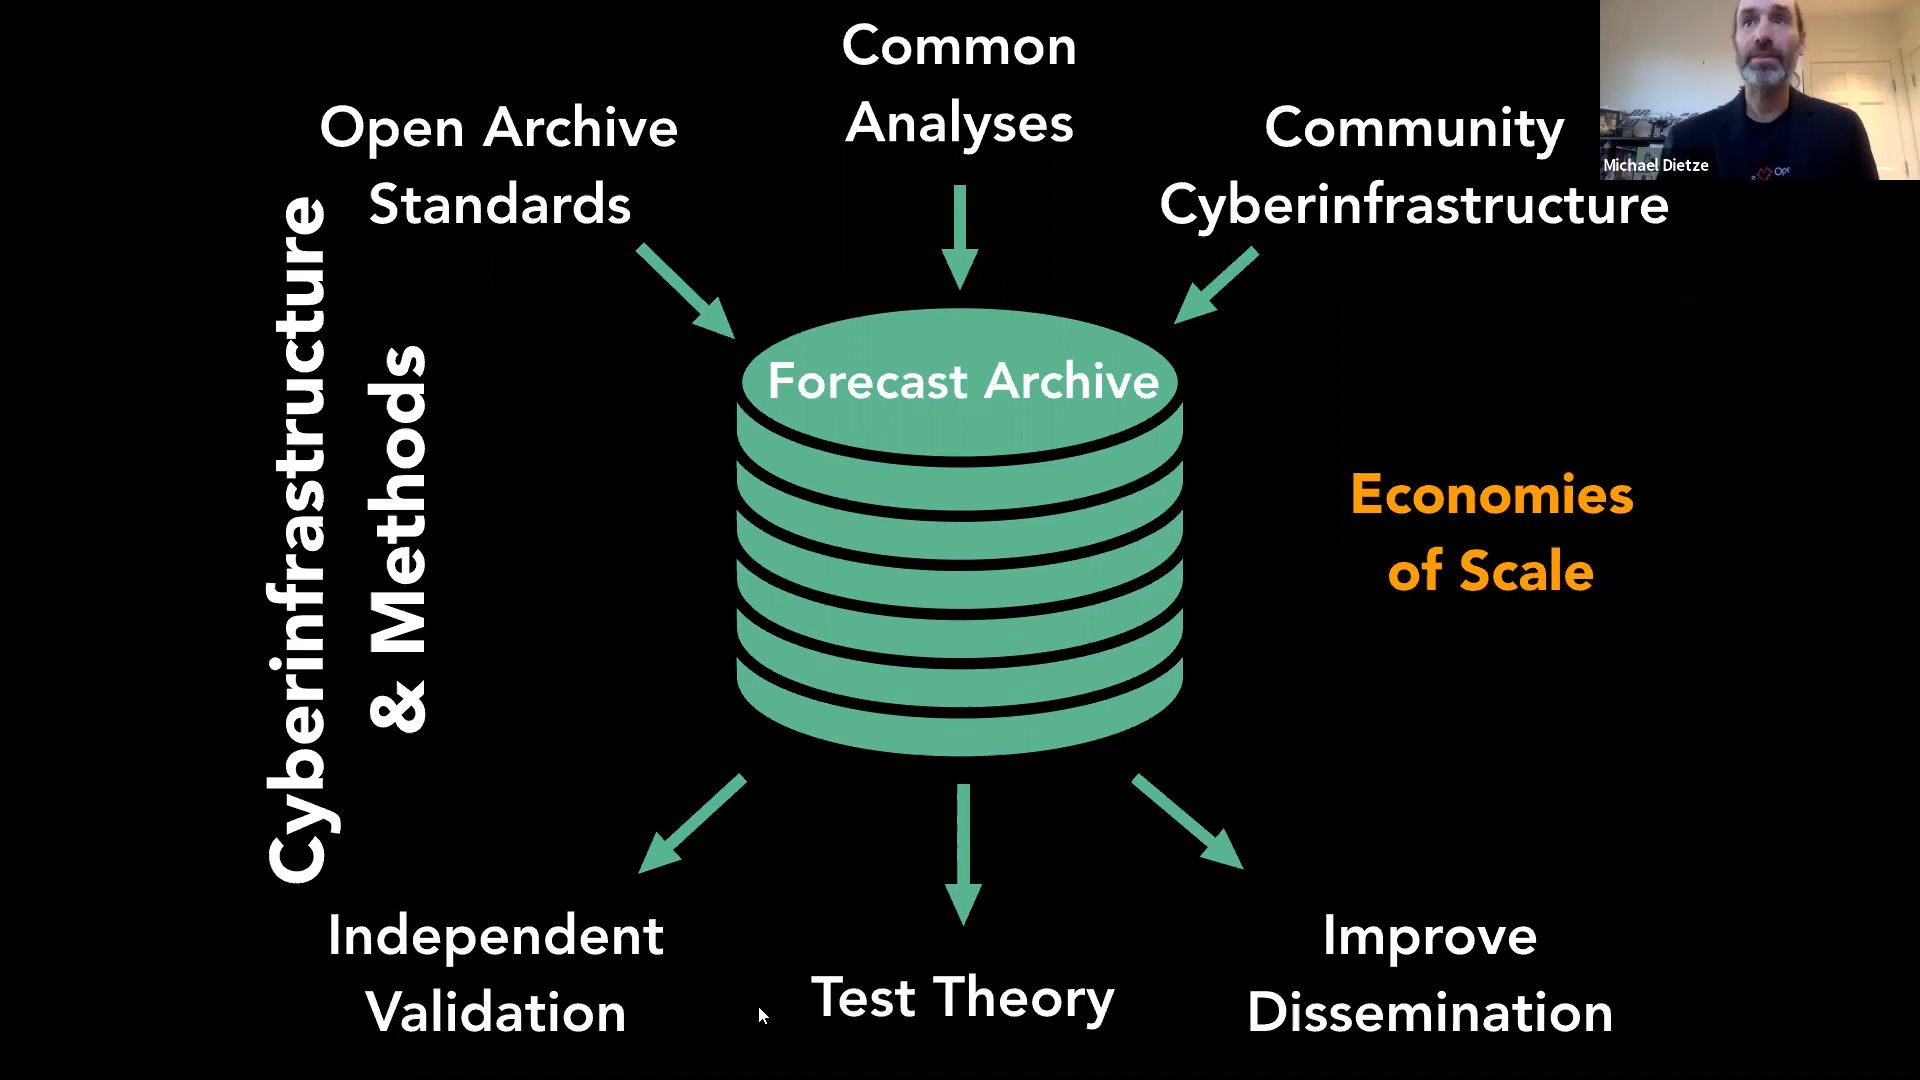 Common
Analyses
Open Archive
Standards
Community
Cyberinfrastructure
Michael Dietze
Cyberinfrastructure
& Methods
Forecast Archive
Economies
of Scale
Independent
Validation
Test Theory
Improve
Dissemination